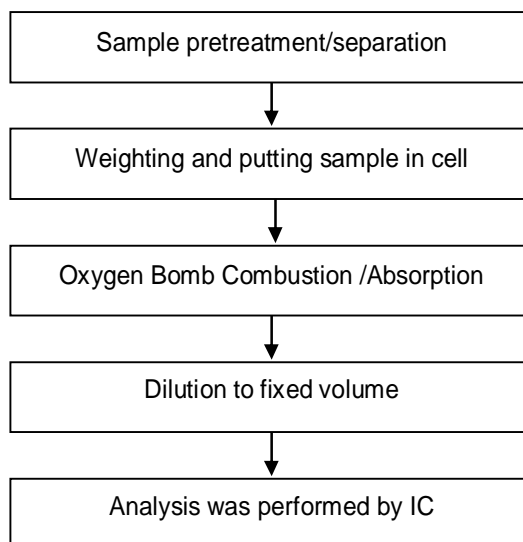 Sample pretreatment/separation
Weighting and putting sample in cell
Oxygen Bomb Combustion /Absorption
Dilution to fixed volume
Analysis was performed by IC